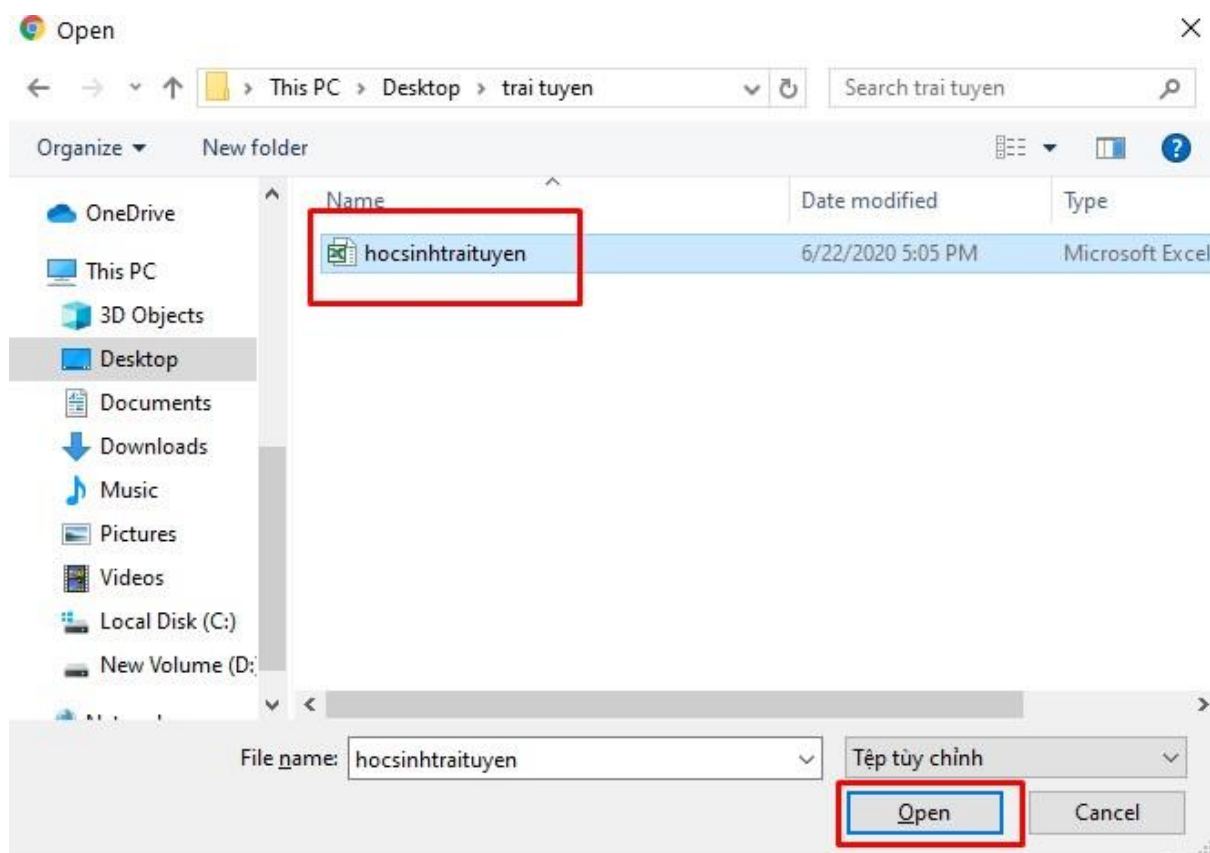 Open
This PC > Desktop > trai tuyen
Search trai tuyen
Organize
New folder
Name
Date modified
Type
hocsinhtraituyen
6/22/2020 5:05 PM
Microsoft Excel
OneDrive
This PC
3D Objects
Desktop
Documents
Downloads
Music
Pictures
Videos
Local Disk (C:)
New Volume (D:
File name:
hocsinhtraituyen
Tệp tùy chỉnh
Open
Cancel